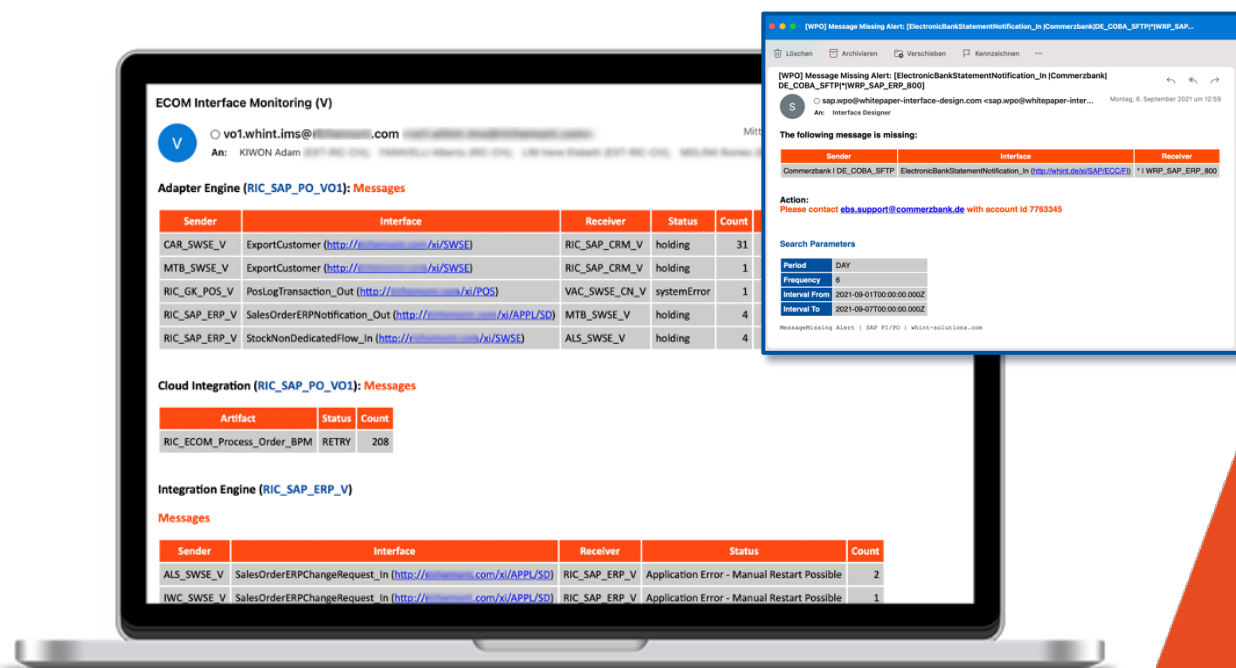 [WPO] Message Missing Alert: [ElectronicBankStatementNotification_In |Commerzbank|DE_COBA_SFTP|*|WRP_SAP...
Löschen Archivieren Verschieben Kennzeichnen ...
[WPO] Message Missing Alert: [ElectronicBankStatementNotification_In |Commerzbank|
DE_COBA_SFTP|*|WRP_SAP_ERP_800]
S
sap.wpo@whitepaper-interface-design.com <sap.wpo@whitepaper-inter...
Montag, 6. September 2021 um 12:59
An: Interface Designer
The following message is missing:
Sender Interface Receiver
Commerzbank | DE_COBA_SFTP ElectronicBankStatementNotification_In (http://whint.de/xi/SAP/ECC/FI) * | WRP_SAP_ERP_800
Action:
Please contact ebs.support@commerzbank.de with account id 7763345
Search Parameters
Period DAY
Frequency 6
Interval From 2021-09-01T00:00:00.000Z
Interval To 2021-09-07T00:00:00.000Z
MessageMissing Alert | SAP PI/PO | whint-solutions.com
ECOM Interface Monitoring (V)
V
vo1.whint.ims@ .com
Mitt
An: KIWON Adam
Adapter Engine (RIC_SAP_PO_VO1): Messages
Sender Interface Receiver Status Count
CAR_SWSE_V ExportCustomer (http:// /xi/SWSE) RIC_SAP_CRM_V holding 31
MTB_SWSE_V ExportCustomer (http:// /xi/SWSE) RIC_SAP_CRM_V holding 1
RIC_GK_POS_V PosLogTransaction_Out (http:// /xi/POS) VAC_SWSE_CN_V systemError 1
RIC_SAP_ERP_V SalesOrderERPNotification_Out (http:// /xi/APPL/SD) MTB_SWSE_V holding 4
RIC_SAP_ERP_V StockNonDedicatedFlow_In (http:// /xi/SWSE) ALS_SWSE_V holding 4
Cloud Integration (RIC_SAP_PO_VO1): Messages
Artifact Status Count
RIC_ECOM_Process_Order_BPM RETRY 208
Integration Engine (RIC_SAP_ERP_V)
Messages
Sender Interface Receiver Status Count
ALS_SWSE_V SalesOrderERPChangeRequest_In (http:// .com/xi/APPL/SD) RIC_SAP_ERP_V Application Error - Manual Restart Possible 2
IWC_SWSE_V SalesOrderERPChangeRequest_In (http:// .com/xi/APPL/SD) RIC_SAP_ERP_V Application Error - Manual Restart Possible 1